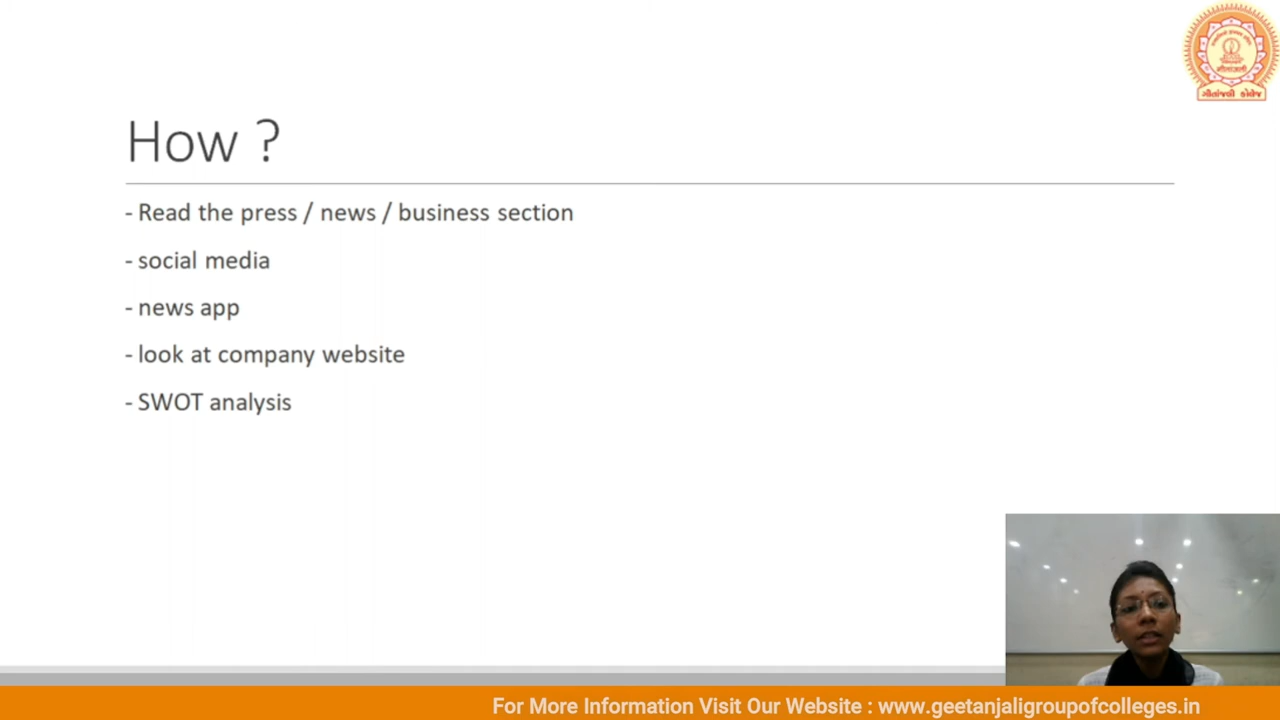 ગીતાંજલી કોલેજ
How ?
- Read the press / news / business section
- social media
- news app
- look at company website
- SWOT analysis
For More Information Visit Our Website : www.geetanjaligroupofcolleges.in